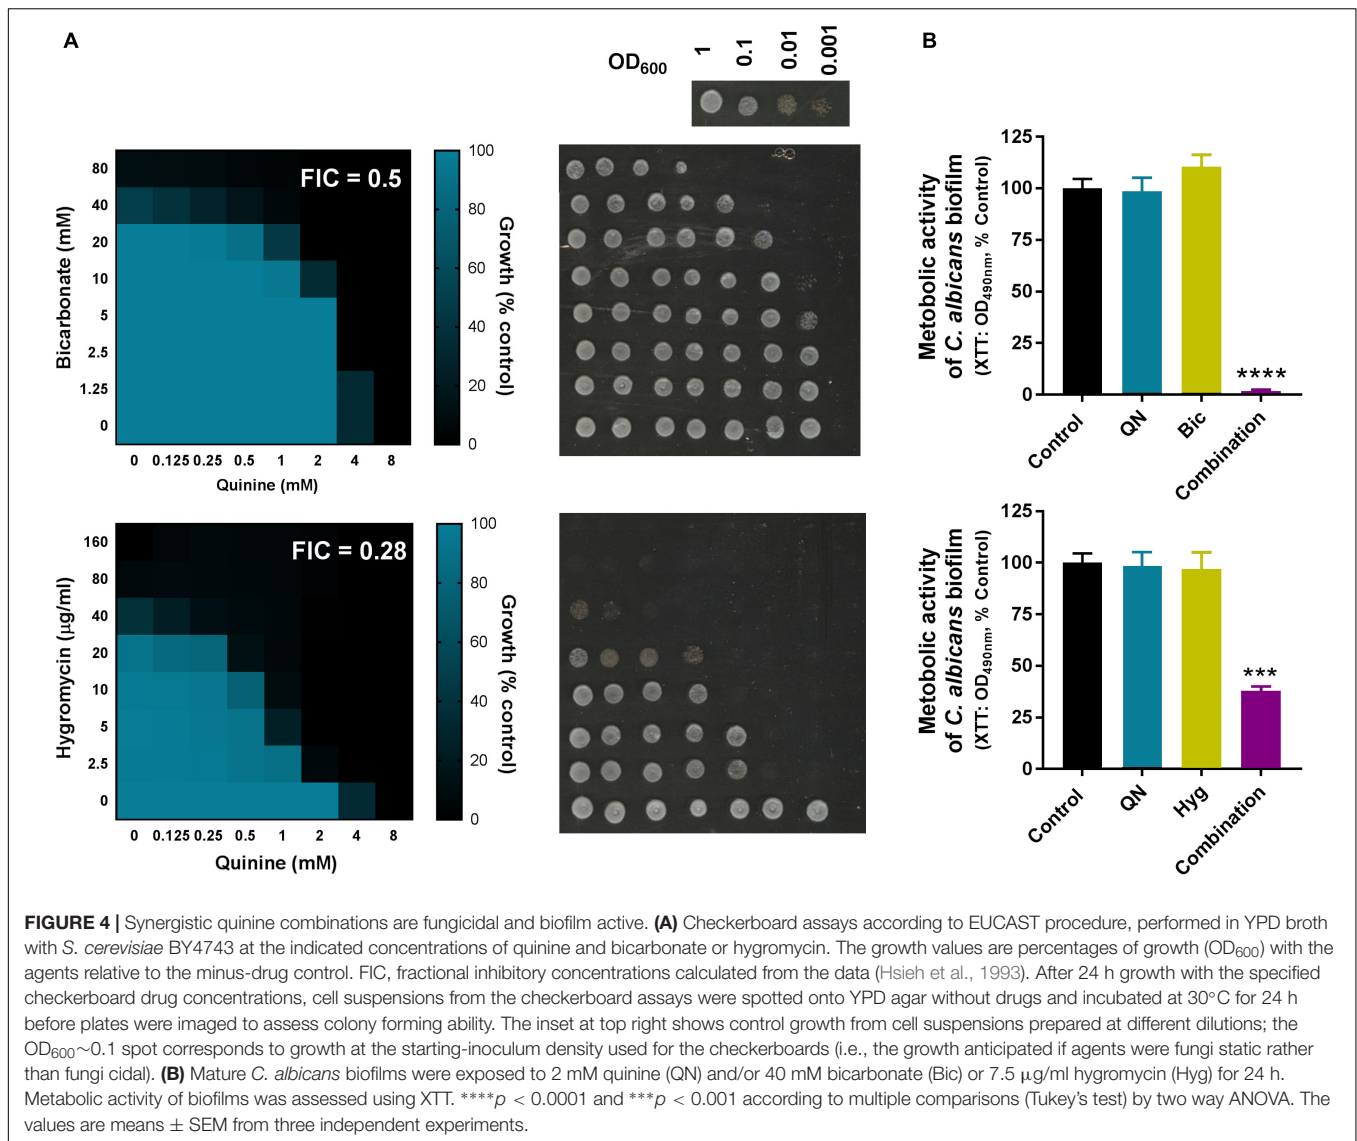 A
OD600
1
0.1
0.01
0.001
B
FIC = 0.5
Bicarbonate (mM)
80
40
20
10
5
2.5
1.25
0
0 0.125 0.25 0.5 1 2 4 8
Quinine (mM)
100
80
60
40
20
0
Growth (% control)
Metobolic activity
of C. albicans biofilm
(XTT: OD490nm, % Control)
125
100
75
50
25
0
****
Control
QN
Bic
Combination
FIC = 0.28
Hygromycin (µg/ml)
160
80
40
20
10
5
2.5
0
0 0.125 0.25 0.5 1 2 4 8
Quinine (mM)
100
80
60
40
20
0
Growth (% control)
Metobolic activity
of C. albicans biofilm
(XTT: OD490nm, % Control)
125
100
75
50
25
0
***
Control
QN
Hyg
Combination
FIGURE 4 | Synergistic quinine combinations are fungicidal and biofilm active. (A) Checkerboard assays according to EUCAST procedure, performed in YPD broth
with S. cerevisiae BY4743 at the indicated concentrations of quinine and bicarbonate or hygromycin. The growth values are percentages of growth (OD600) with the
agents relative to the minus-drug control. FIC, fractional inhibitory concentrations calculated from the data (Hsieh et al., 1993). After 24 h growth with the specified
checkerboard drug concentrations, cell suspensions from the checkerboard assays were spotted onto YPD agar without drugs and incubated at 30°C for 24 h
before plates were imaged to assess colony forming ability. The inset at top right shows control growth from cell suspensions prepared at different dilutions; the
OD600∼0.1 spot corresponds to growth at the starting-inoculum density used for the checkerboards (i.e., the growth anticipated if agents were fungi static rather
than fungi cidal). (B) Mature C. albicans biofilms were exposed to 2 mM quinine (QN) and/or 40 mM bicarbonate (Bic) or 7.5 µg/ml hygromycin (Hyg) for 24 h.
Metabolic activity of biofilms was assessed using XTT. ****p < 0.0001 and ***p < 0.001 according to multiple comparisons (Tukey's test) by two way ANOVA. The
values are means ± SEM from three independent experiments.